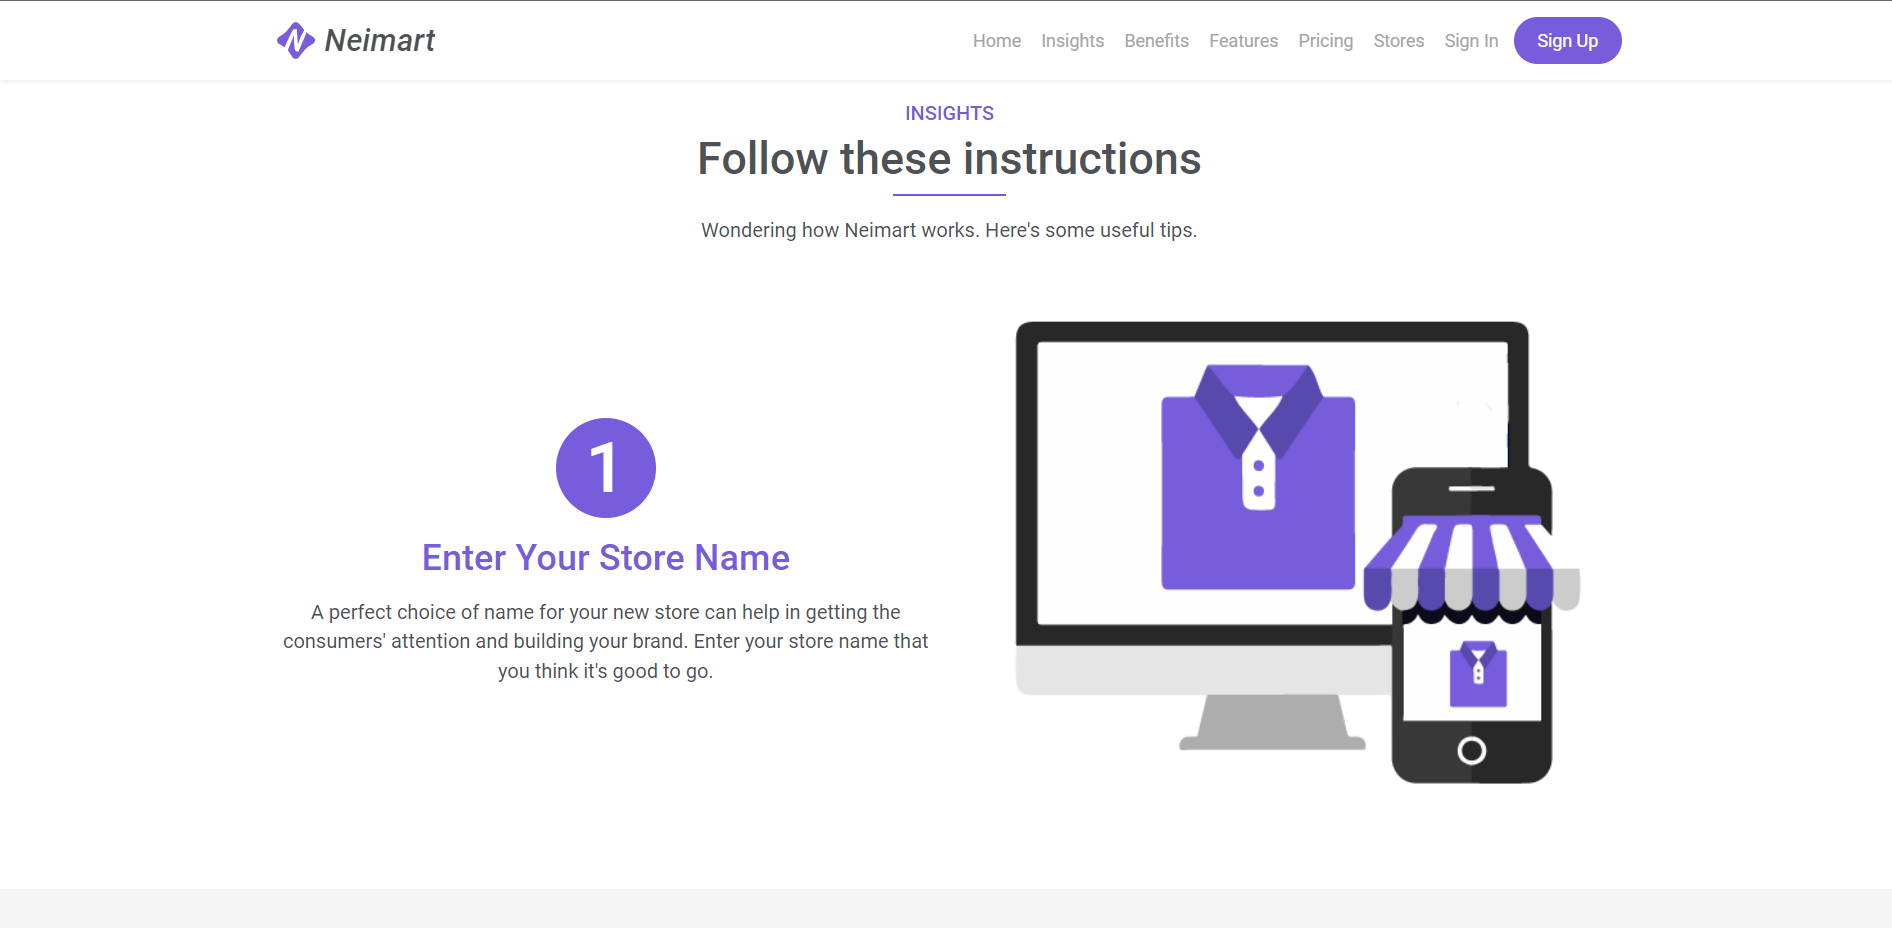 Neimart
Home Insights Benefits Features Pricing Stores Sign In Sign Up
INSIGHTS
Follow these instructions
Wondering how Neimart works. Here's some useful tips.
1
Enter Your Store Name
A perfect choice of name for your new store can help in getting the
consumers' attention and building your brand. Enter your store name that
you think it's good to go.